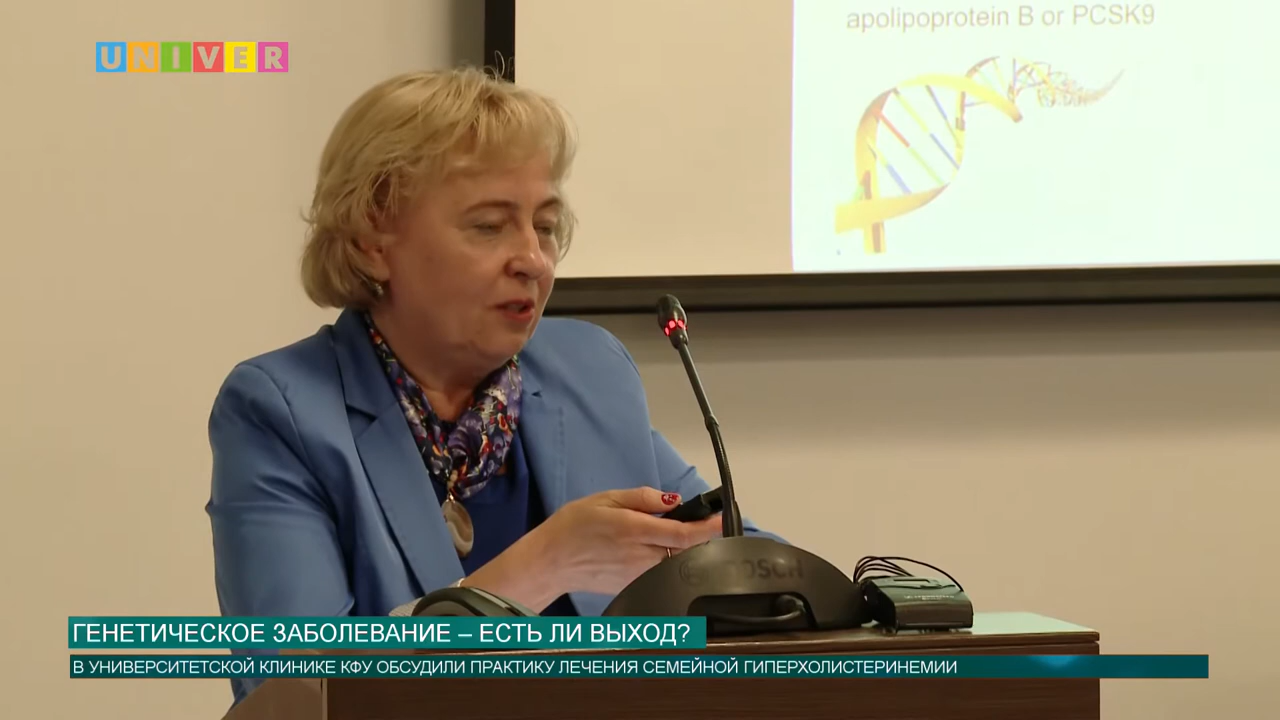 apolipoprotein B or PCSK9
UNIVER
BOSCH
ГЕНЕТИЧЕСКОЕ ЗАБОЛЕВАНИЕ – ЕСТЬ ЛИ ВЫХОД?
В УНИВЕРСИТЕТСКОЙ КЛИНИКЕ КФУ ОБСУДИЛИ ПРАКТИКУ ЛЕЧЕНИЯ СЕМЕЙНОЙ ГИПЕРХОЛИСТЕРИНЕМИИ